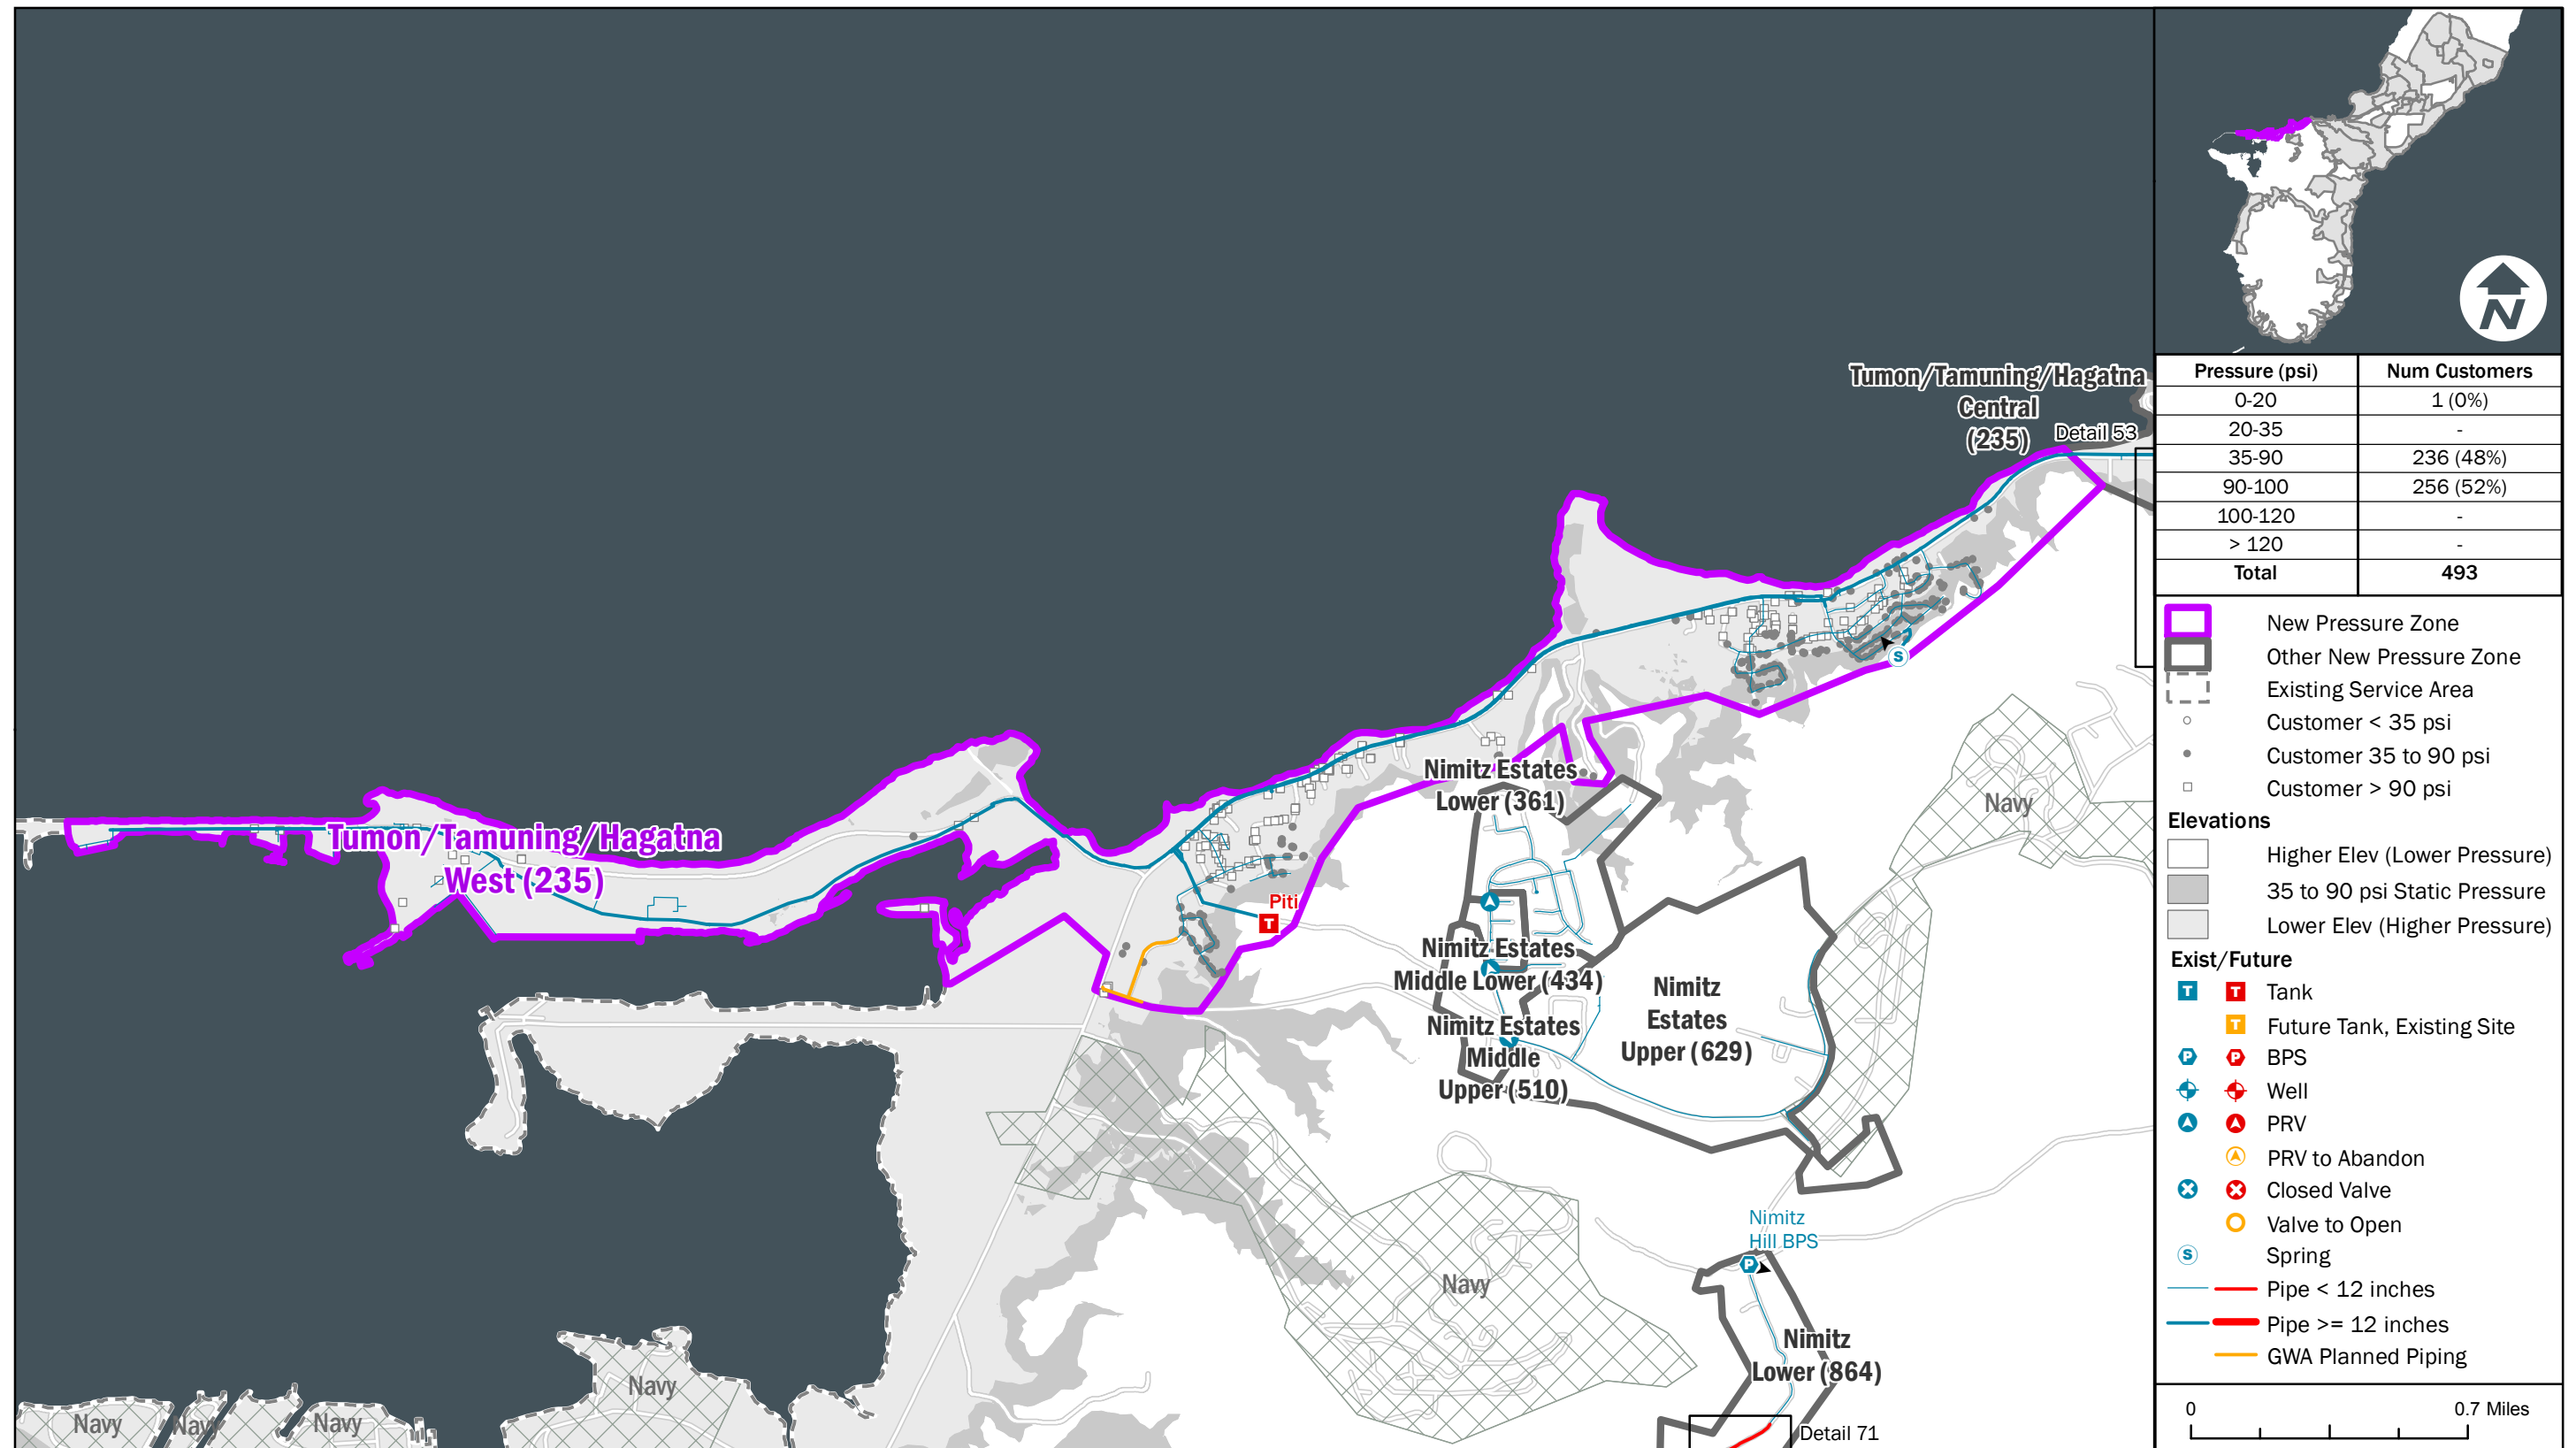 Tumon/Tamuning/Hagatna
Central
(235)
Detail 53
Tumon/Tamuning/Hagatna
West (235)
Piti
T
S
Nimitz Estates
Lower (361)
Nimitz Estates
Middle Lower (434)
Nimitz Estates
Middle
Upper (510)
Nimitz
Estates
Upper (629)
Navy
Nimitz
Hill BPS
P
Navy
Nimitz
Lower (864)
Detail 71
Navy
Navy
Navy
Navy
N
Pressure (psi) Num Customers
0-20 1 (0%)
20-35 -
35-90 236 (48%)
90-100 256 (52%)
100-120 -
> 120 -
Total 493
New Pressure Zone
Other New Pressure Zone
Existing Service Area
Customer < 35 psi
Customer 35 to 90 psi
Customer > 90 psi
Elevations
Higher Elev (Lower Pressure)
35 to 90 psi Static Pressure
Lower Elev (Higher Pressure)
Exist/Future
T T Tank
T Future Tank, Existing Site
P P BPS
Well
PRV
PRV to Abandon
Closed Valve
Valve to Open
S Spring
Pipe < 12 inches
Pipe >= 12 inches
GWA Planned Piping
0 0.7 Miles